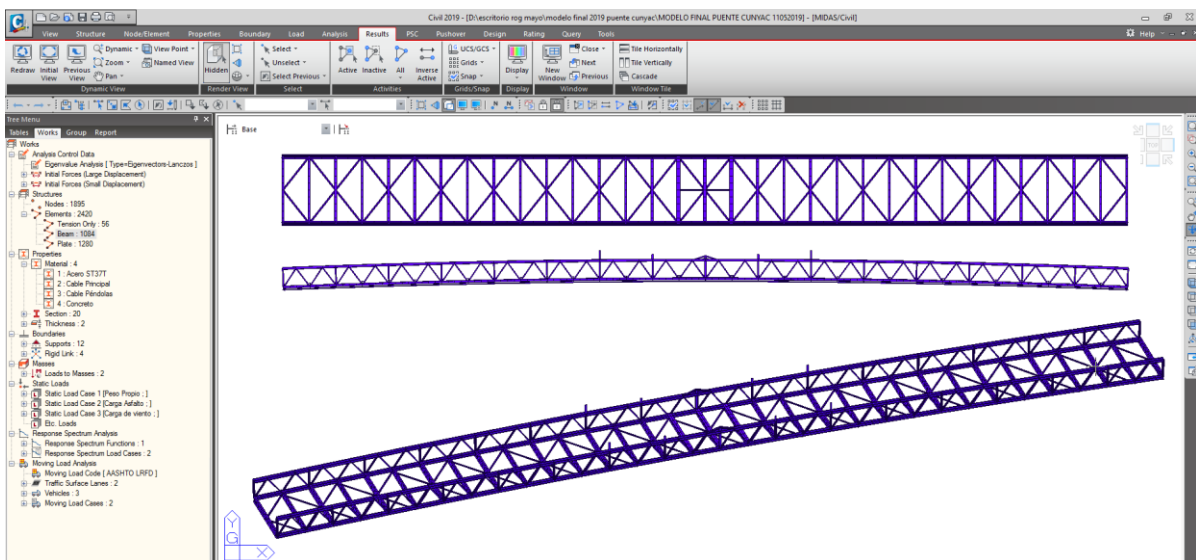 Civil 2019 - [D:\escritorio rog mayo\modelo final 2019 puente cunyac\MODELO FINAL PUENTE CUNYAC 11052019] - [MIDAS/Civil]
View Structure Node/Element Properties Boundary Load Analysis Results PSC Pushover Design Rating Query Tools Help
Redraw Initial View Previous View Dynamic Zoom Pan View Point Named View
Hidden
Select Unselect Select Previous
Active Inactive All Inverse Active
UCS/GCS Grids Snap
Display
New Window Close Next Previous
Tile Horizontally Tile Vertically Cascade
Dynamic View Render View Select Activities Grids/Snap Display Window Window Tile
Tree Menu
Tables Works Group Report
Works
Analysis Control Data
Eigenvalue Analysis [ Type=Eigenvectors-Lanczos ]
Initial Forces (Large Displacement)
Initial Forces (Small Displacement)
Structures
Nodes : 1895
Elements : 2420
Tension Only : 56
Beam : 1084
Plate : 1280
Properties
Material : 4
1 : Acero ST37T
2 : Cable Principal
3 : Cable Péndolas
4 : Concreto
Section : 20
Thickness : 2
Boundaries
Supports : 12
Rigid Link : 4
Masses
Loads to Masses : 2
Static Loads
Static Load Case 1 [Peso Propio ; ]
Static Load Case 2 [Carga Asfalto ; ]
Static Load Case 3 [Carga de viento ; ]
Etc. Loads
Response Spectrum Analysis
Response Spectrum Functions : 1
Response Spectrum Load Cases : 2
Moving Load Analysis
Moving Load Code [ AASHTO LRFD ]
Traffic Surface Lanes : 2
Vehicles : 3
Moving Load Cases : 2
Base
TOP
Y
G
X